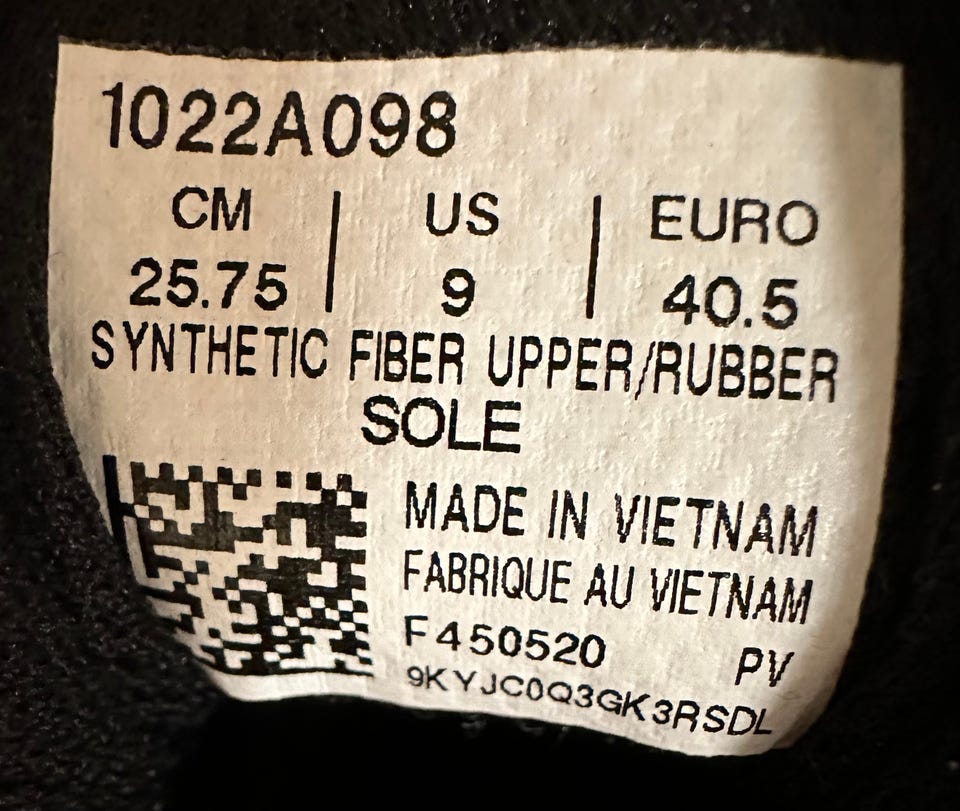 1022A098
CM | US | EURO
25.75 | 9 | 40.5
SYNTHETIC FIBER UPPER/RUBBER
SOLE
MADE IN VIETNAM
FABRIQUE AU VIETNAM
F450520 PV
9KYJC0Q3GK3RSDL